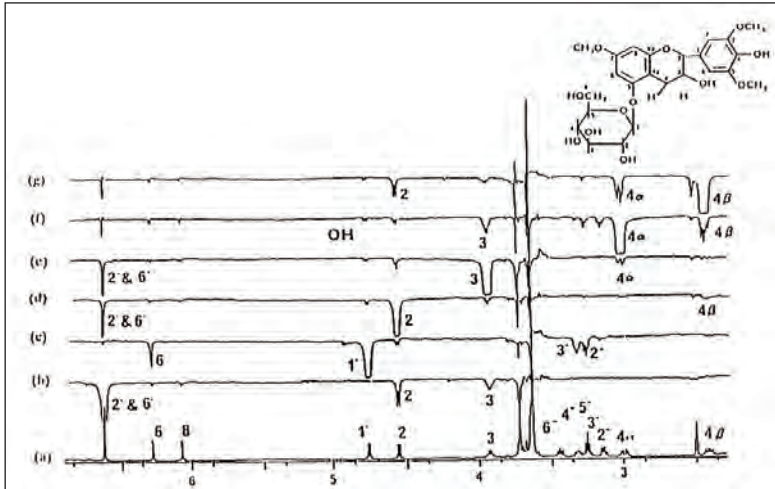 OCH₃
CH₃O
OH
OCH₃
OH
H H
O
HOCH₂
O
HO
OH
OH
(g) 2 4α 4β
(f) OH 3 4α 4β
(e) 2' & 6' 3 4α
(d) 2' & 6' 2 4β
(c) 6 1" 3" 2"
(b) 2' & 6' 2 3
(a) 6 8 1" 2 3 6" 4" 5" 3" 2" 4α 4β
6 5 4 3